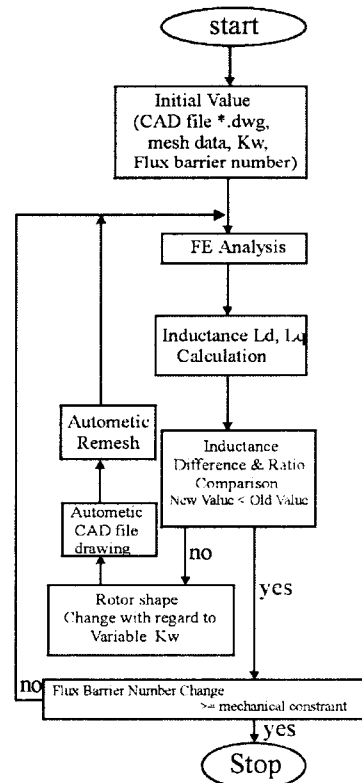 start
Initial Value
(CAD file *.dwg,
mesh data, Kw,
Flux barrier number)
FE Analysis
Inductance Ld, Lq
Calculation
Autometic
Remesh
Inductance
Difference & Ratio
Comparison
New Value < Old Value
Autometic
CAD file
drawing
no
yes
Rotor shape
Change with regard to
Variable Kw
no
Flux Barrier Number Change
>= mechanical constraint
yes
Stop